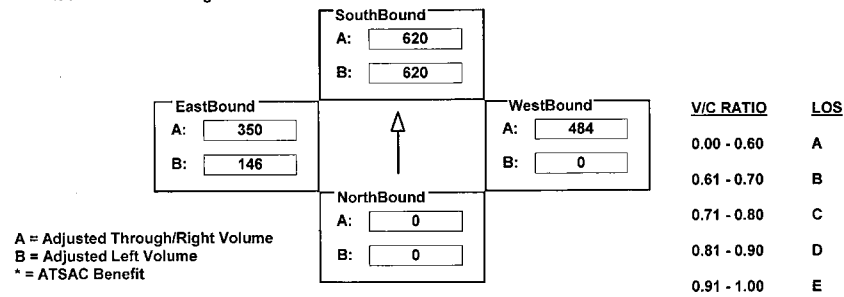 SouthBound
A: 620
B: 620
EastBound
A: 350
B: 146
WestBound
A: 484
B: 0
NorthBound
A: 0
B: 0
A = Adjusted Through/Right Volume
B = Adjusted Left Volume
* = ATSAC Benefit
V/C RATIO LOS
0.00 - 0.60 A
0.61 - 0.70 B
0.71 - 0.80 C
0.81 - 0.90 D
0.91 - 1.00 E